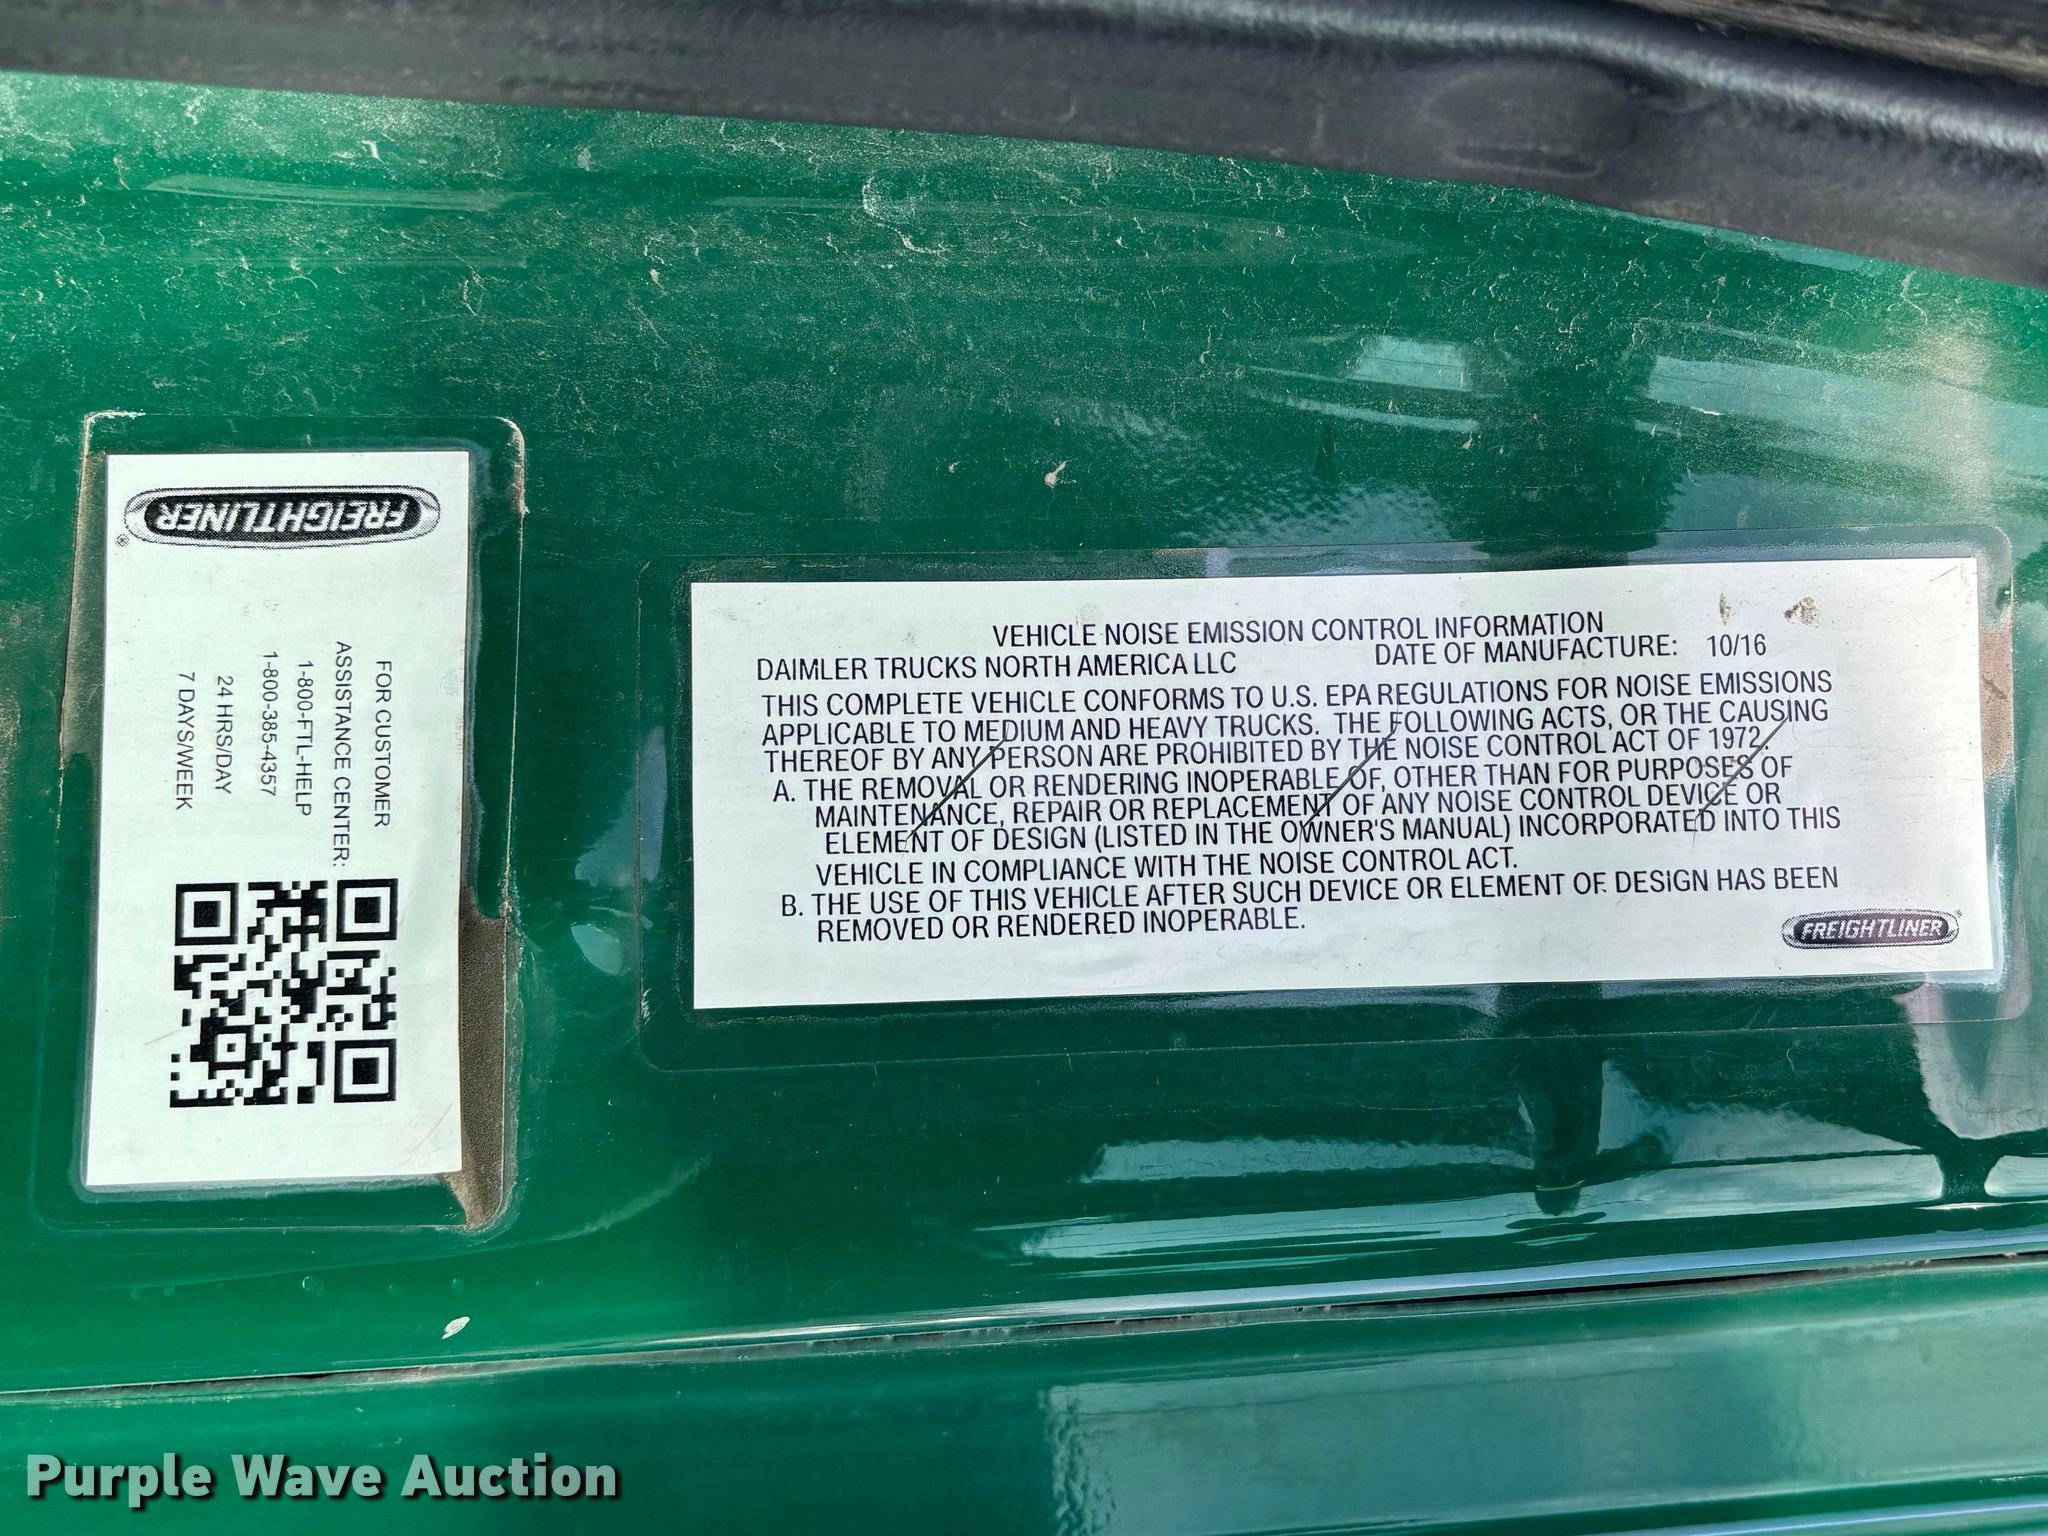 FREIGHTLINER
®
FOR CUSTOMER
ASSISTANCE CENTER:
1-800-FTL-HELP
1-800-385-4357
24 HRS/DAY
7 DAYS/WEEK
VEHICLE NOISE EMISSION CONTROL INFORMATION
DAIMLER TRUCKS NORTH AMERICA LLC DATE OF MANUFACTURE: 10/16
THIS COMPLETE VEHICLE CONFORMS TO U.S. EPA REGULATIONS FOR NOISE EMISSIONS
APPLICABLE TO MEDIUM AND HEAVY TRUCKS. THE FOLLOWING ACTS, OR THE CAUSING
THEREOF BY ANY PERSON ARE PROHIBITED BY THE NOISE CONTROL ACT OF 1972.
A. THE REMOVAL OR RENDERING INOPERABLE OF, OTHER THAN FOR PURPOSES OF
MAINTENANCE, REPAIR OR REPLACEMENT OF ANY NOISE CONTROL DEVICE OR
ELEMENT OF DESIGN (LISTED IN THE OWNER'S MANUAL) INCORPORATED INTO THIS
VEHICLE IN COMPLIANCE WITH THE NOISE CONTROL ACT.
B. THE USE OF THIS VEHICLE AFTER SUCH DEVICE OR ELEMENT OF DESIGN HAS BEEN
REMOVED OR RENDERED INOPERABLE.
FREIGHTLINER
Purple Wave Auction